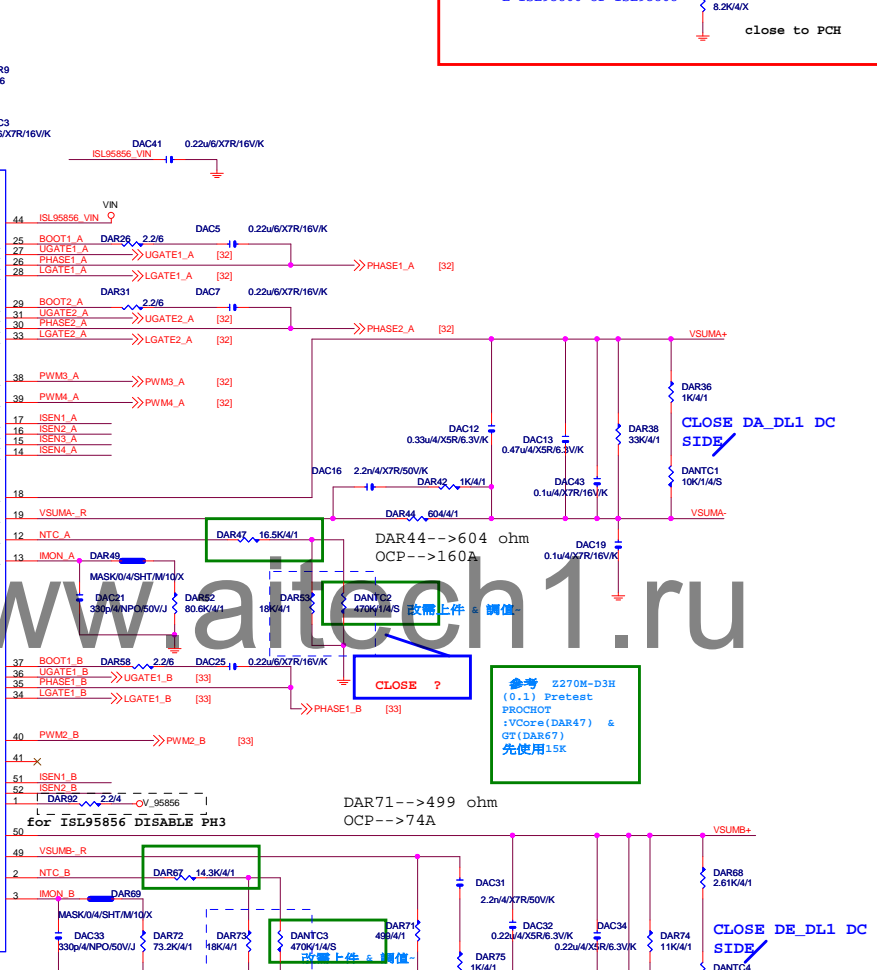 8.2K/4/X
close to PCH
R9
6
C3
6/X7R/16V/K
DAC41 0.22u/6/X7R/16V/K
ISL95856_VIN
VIN
44 ISL95856_VIN
DAC5 0.22u/6/X7R/16V/K
25 BOOT1_A DAR26 2.2/6
27 UGATE1_A UGATE1_A [32]
26 PHASE1_A PHASE1_A [32]
28 LGATE1_A LGATE1_A [32]
DAR31 DAC7 0.22u/6/X7R/16V/K
29 BOOT2_A 2.2/6
31 UGATE2_A UGATE2_A [32]
30 PHASE2_A PHASE2_A [32]
33 LGATE2_A LGATE2_A [32]
VSUMA+
38 PWM3_A PWM3_A [32]
39 PWM4_A PWM4_A [32]
DAR36
1K/4/1
17 ISEN1_A
16 ISEN2_A
15 ISEN3_A
14 ISEN4_A
DAC12
0.33u/4/X5R/6.3V/K
DAC13
0.47u/4/X5R/6.3V/K
DAR38
33K/4/1
CLOSE DA_DL1 DC
SIDE
DAC16 2.2n/4/X7R/50V/K
DAR42 1K/4/1
DAC43
0.1u/4/X7R/16V/K
DANTC1
10K/1/4/S
18
19 VSUMA-_R DAR44 604/4/1 VSUMA-
12 NTC_A DAR47 16.5K/4/1
DAR44-->604 ohm
OCP-->160A
DAC19
0.1u/4/X7R/16V/K
13 IMON_A DAR49
MASK/0/4/SHT/M/10/X
DAC21
330p/4/NPO/50V/J
DAR52
80.6K/4/1
DAR53
18K/4/1
DANTC2
470K/1/4/S
改需上件 & 調值~
www.aitech1.ru
37 BOOT1_B DAR58 2.2/6 DAC25 0.22u/6/X7R/16V/K
36 UGATE1_B UGATE1_B [33]
35 PHASE1_B PHASE1_B [33]
34 LGATE1_B LGATE1_B [33]
CLOSE ?
參考 Z270M-D3H
(0.1) Pretest
PROCHOT
:VCore(DAR47) &
GT(DAR67)
先使用15K
40 PWM2_B PWM2_B [33]
41
51 ISEN1_B
52 ISEN2_B
1 DAR92 2.2/4 V_95856
for ISL95856 DISABLE PH3
DAR71-->499 ohm
OCP-->74A
50 VSUMB+
49 VSUMB-_R
2 NTC_B DAR67 14.3K/4/1
3 IMON_B DAR69
MASK/0/4/SHT/M/10/X
DAC31
2.2n/4/X7R/50V/K
DAR68
2.61K/4/1
DAC33
330p/4/NPO/50V/J
DAR72
73.2K/4/1
DAR73
18K/4/1
DANTC3
470K/1/4/S
改需上件 & 調值~
DAR71
499/4/1
DAC32
0.22u/4/X5R/6.3V/K
DAC34
0.22u/4/X5R/6.3V/K
DAR74
11K/4/1
CLOSE DE_DL1 DC
SIDE
DAR75
1K/4/1
DANTC4